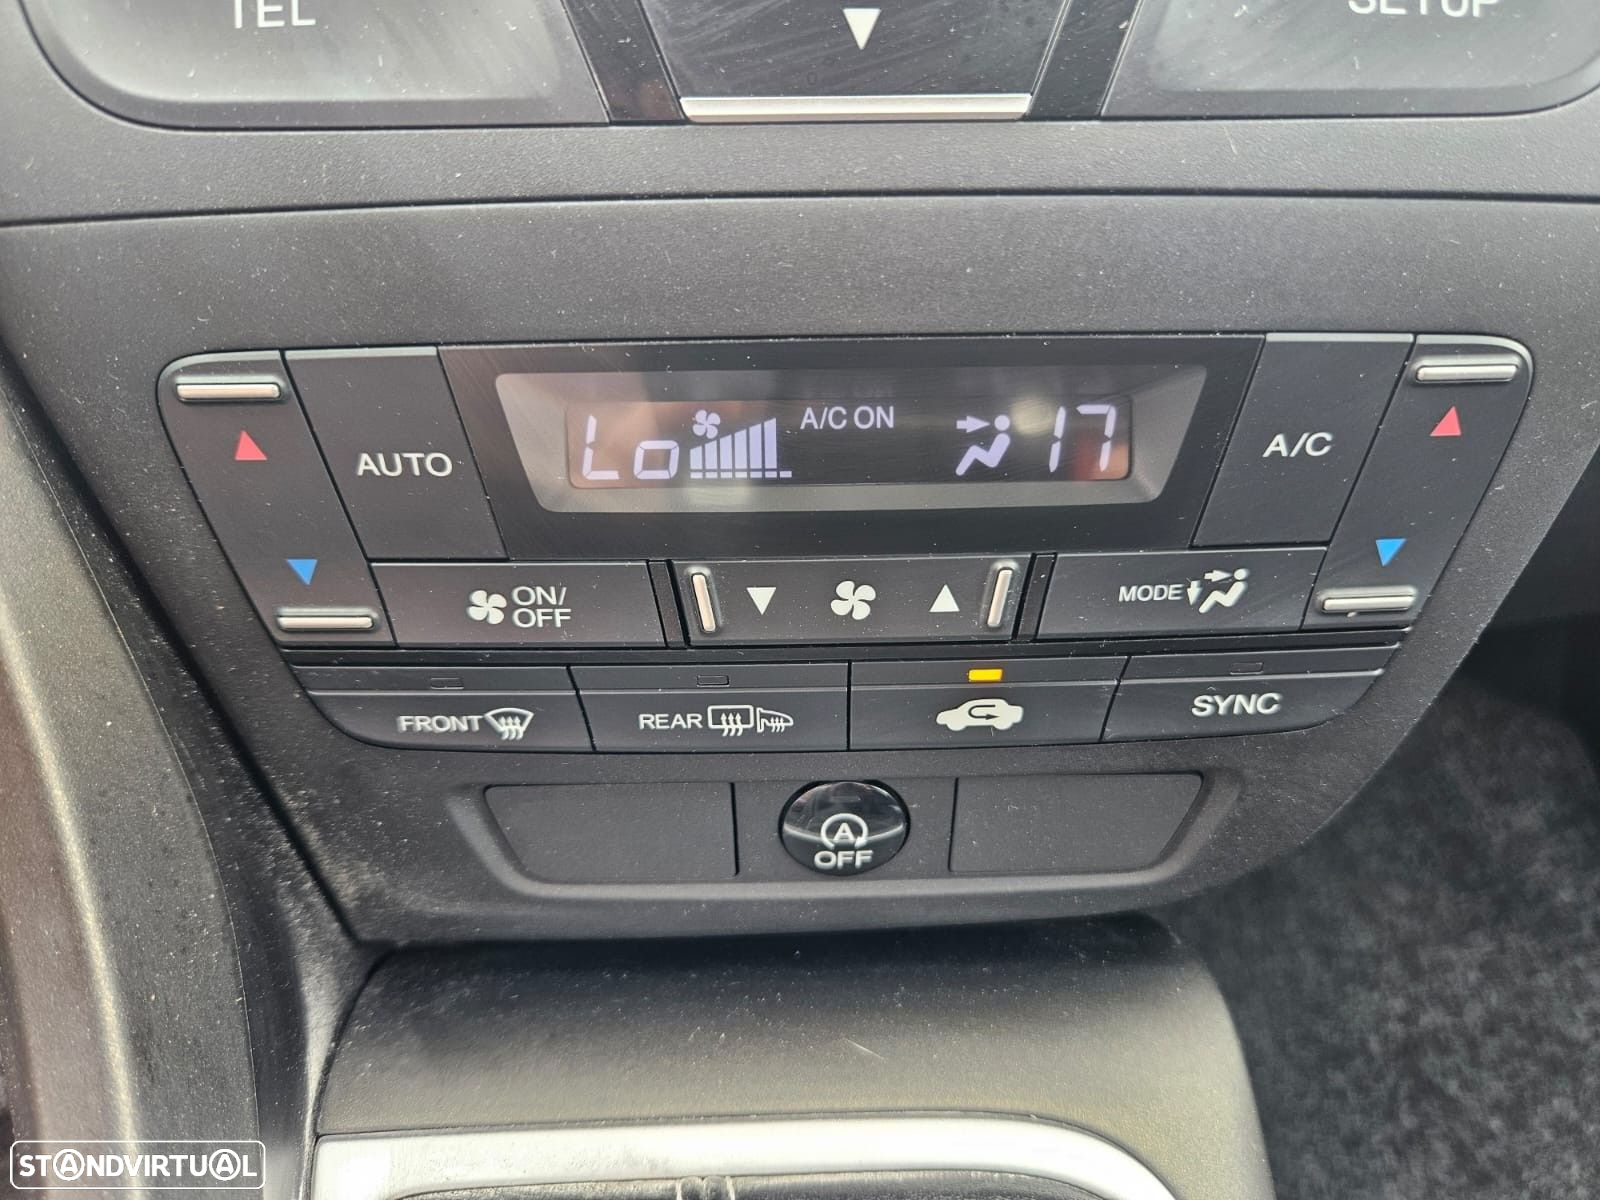 TEL
SETUP
Lo A/C ON 17
AUTO
A/C
ON/
OFF
MODE
FRONT
REAR
SYNC
A
OFF
STANDVIRTUAL